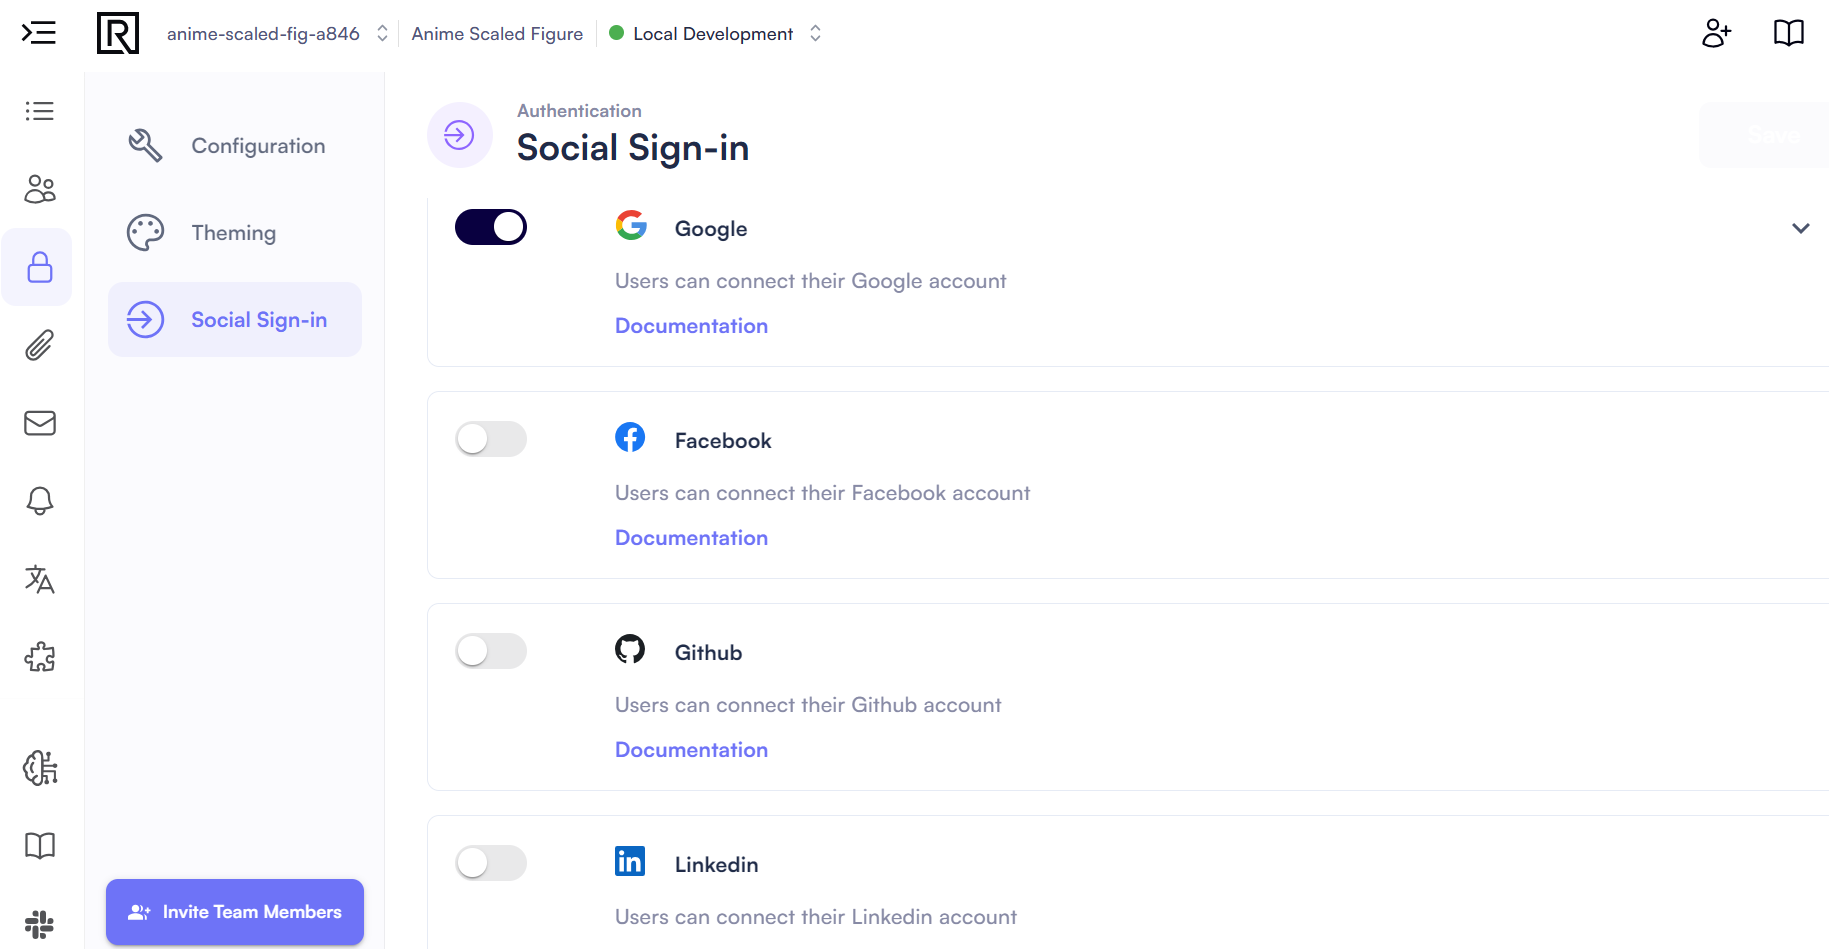 anime-scaled-fig-a846 Anime Scaled Figure Local Development
Configuration
Theming
Social Sign-in
Invite Team Members
Authentication
Social Sign-in
Save
Google
Users can connect their Google account
Documentation
Facebook
Users can connect their Facebook account
Documentation
Github
Users can connect their Github account
Documentation
Linkedin
Users can connect their Linkedin account